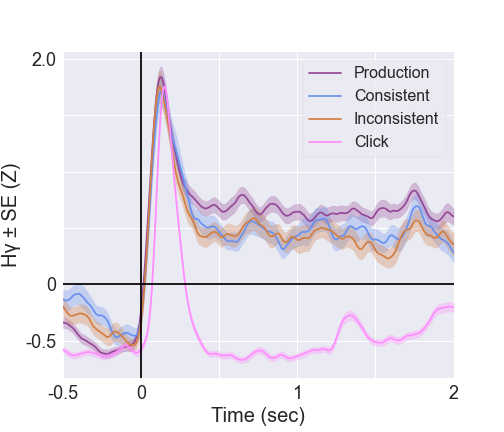 2.0
Production
Consistent
Inconsistent
Click
Hγ ± SE (Z)
0
-0.5
-0.5 0 1 2
Time (sec)